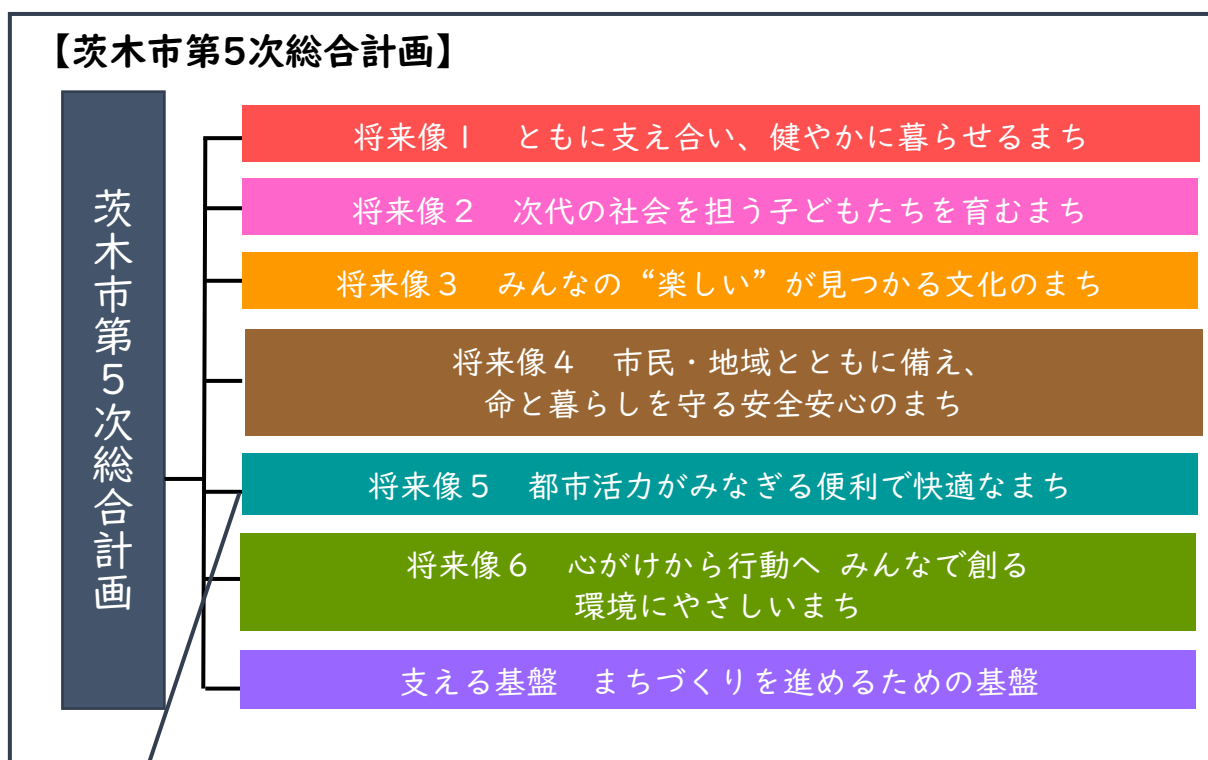 【茨木市第5次総合計画】
茨木市第5次総合計画
将来像1 ともに支え合い、健やかに暮らせるまち
将来像2 次代の社会を担う子どもたちを育むまち
将来像3 みんなの“楽しい”が見つかる文化のまち
将来像4 市民・地域とともに備え、
命と暮らしを守る安全安心のまち
将来像5 都市活力がみなぎる便利で快適なまち
将来像6 心がけから行動へ みんなで創る
環境にやさしいまち
支える基盤 まちづくりを進めるための基盤